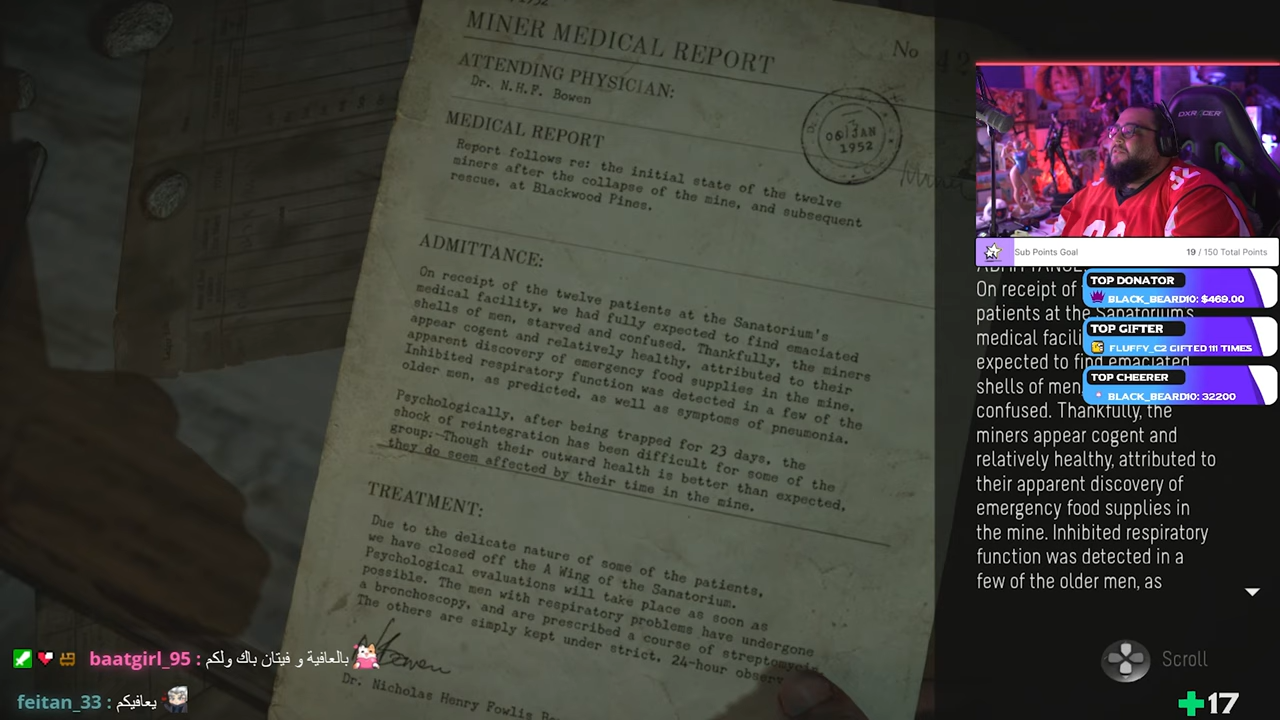 MINER MEDICAL REPORT
No
ATTENDING PHYSICIAN:
Dr. N.H.F. Bowen
06 JAN
1952
MEDICAL REPORT
Report follows re: the initial state of the twelve
miners after the collapse of the mine, and subsequent
rescue, at Blackwood Pines.
ADMITTANCE:
On receipt of the twelve patients at the Sanatorium's
medical facility, we had fully expected to find emaciated
shells of men, starved and confused. Thankfully, the miners
appear cogent and relatively healthy, attributed to their
apparent discovery of emergency food supplies in the mine.
Inhibited respiratory function was detected in a few of the
older men, as predicted, as well as symptoms of pneumonia.
Psychologically, after being trapped for 23 days, the
shock of reintegration has been difficult for some of the
group. Though their outward health is better than expected,
they do seem affected by their time in the mine.
TREATMENT:
Due to the delicate nature of some of the patients,
we have closed off the A Wing of the Sanatorium.
Psychological evaluations will take place as soon as
possible. The men with respiratory problems have undergone
a bronchoscopy, and are prescribed a course of streptomycin.
The others are simply kept under strict, 24-hour observ
Dr. Nicholas Henry Fowlis
DXRACER
Sub Points Goal
19 / 150 Total Points
ADMITTANCE:
On receipt of
patients at the Sanatorium's
medical facili
expected to find emaciated
shells of men
confused. Thankfully, the
miners appear cogent and
relatively healthy, attributed to
their apparent discovery of
emergency food supplies in
the mine. Inhibited respiratory
function was detected in a
few of the older men, as
TOP DONATOR
BLACK_BEARD10: $469.00
TOP GIFTER
FLUFFY_C2 GIFTED 111 TIMES
TOP CHEERER
BLACK_BEARD10: 32200
Scroll
+17
baatgirl_95 : بالعافية و فيتان باك ولكم
feitan_33 : يعافيكم